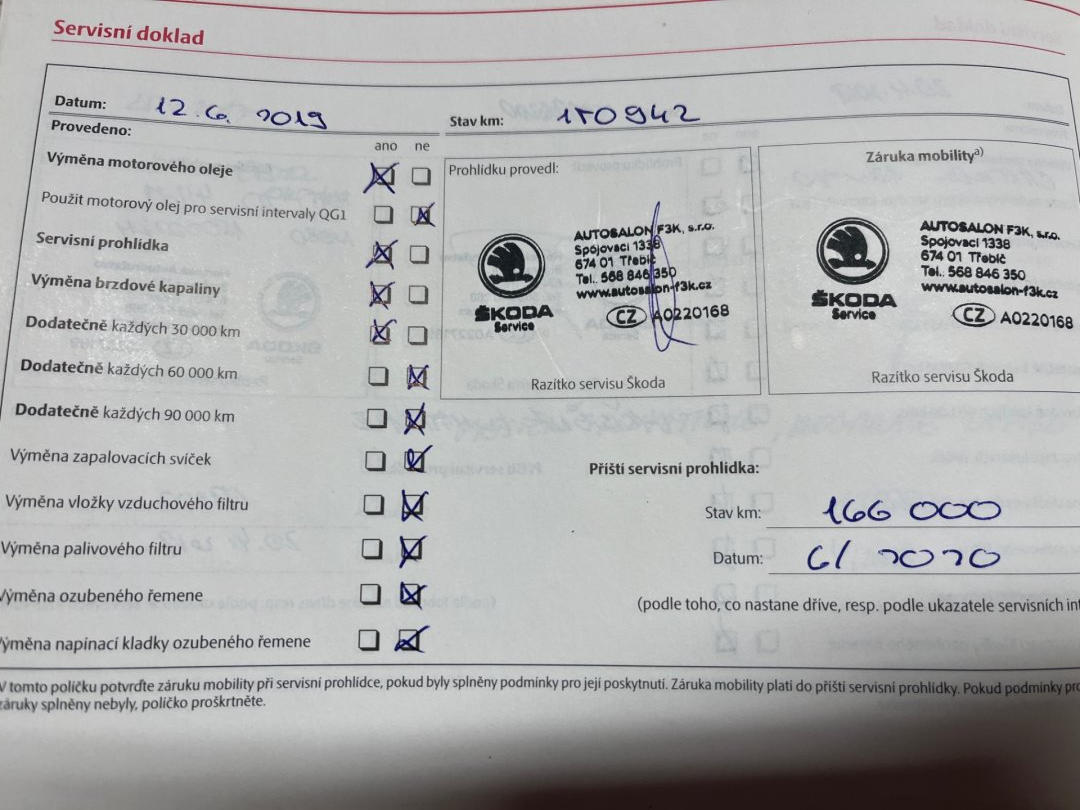 Servisní doklad
Datum: 12.6. 2019
Stav km: 150942
Provedeno:
ano ne
Výměna motorového oleje
Použit motorový olej pro servisní intervaly QG1
Servisní prohlídka
Výměna brzdové kapaliny
Dodatečně každých 30 000 km
Dodatečně každých 60 000 km
Dodatečně každých 90 000 km
Výměna zapalovacích svíček
Výměna vložky vzduchového filtru
Výměna palivového filtru
Výměna ozubeného řemene
Výměna napínací kladky ozubeného řemene
Prohlídku provedl:
ŠKODA
Service
AUTOSALON F3K, s.r.o.
Spojovací 1338
674 01 Třebíč
Tel.. 568 846 350
www.autosalon-f3k.cz
CZ A0220168
Razítko servisu Škoda
Záruka mobility a)
ŠKODA
Service
AUTOSALON F3K, s.r.o.
Spojovací 1338
674 01 Třebíč
Tel.. 568 846 350
www.autosalon-f3k.cz
CZ A0220168
Razítko servisu Škoda
Příští servisní prohlídka:
Stav km: 166 000
Datum: 6/ 2020
(podle toho, co nastane dříve, resp. podle ukazatele servisních int
V tomto políčku potvrďte záruku mobility při servisní prohlídce, pokud byly splněny podmínky pro její poskytnutí. Záruka mobility platí do příští servisní prohlídky. Pokud podmínky pro
záruky splněny nebyly, políčko proškrtněte.